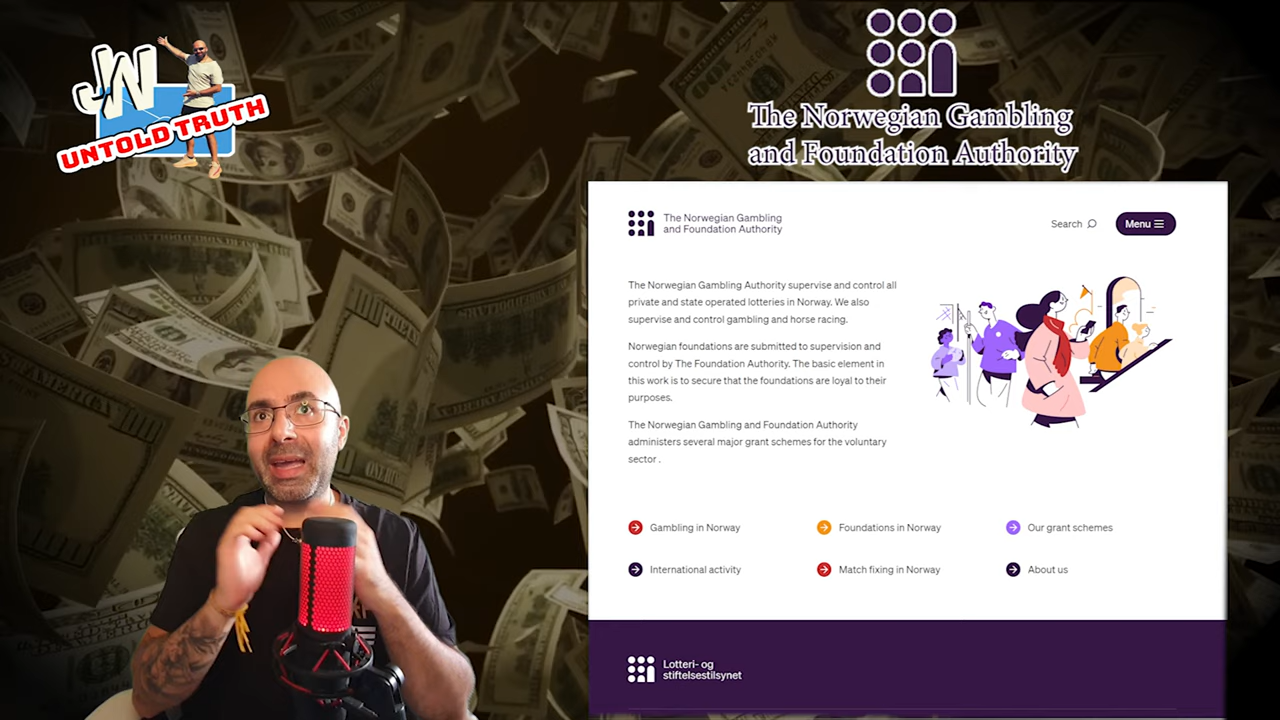 JW
UNTOLD TRUTH
The Norwegian Gambling
and Foundation Authority
The Norwegian Gambling
and Foundation Authority
Search
Menu
The Norwegian Gambling Authority supervise and control all
private and state operated lotteries in Norway. We also
supervise and control gambling and horse racing.
Norwegian foundations are submitted to supervision and
control by The Foundation Authority. The basic element in
this work is to secure that the foundations are loyal to their
purposes.
The Norwegian Gambling and Foundation Authority
administers several major grant schemes for the voluntary
sector .
Gambling in Norway
Foundations in Norway
Our grant schemes
International activity
Match fixing in Norway
About us
Lotteri- og
stiftelsestilsynet